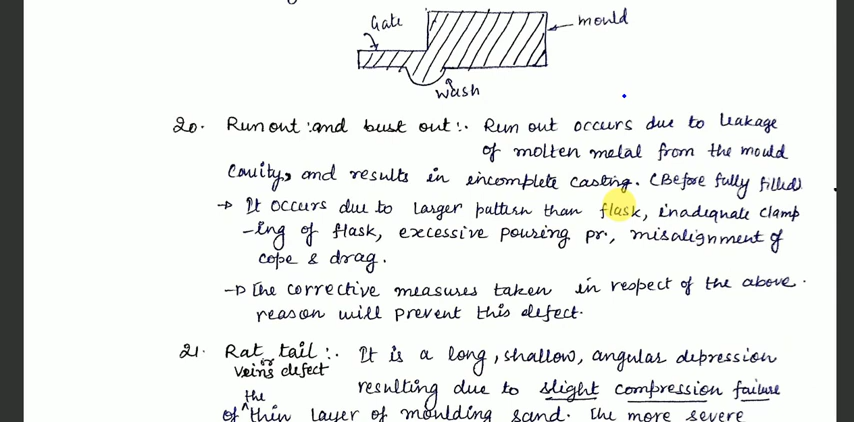 Gate
mould
wash
20. Run out and bust out :. Run out occurs due to leakage
of molten metal from the mould
cavity, and results in incomplete casting. (Before fully filled)
→ It occurs due to larger pattern than flask, inadequate clamp
-ing of flask, excessive pouring pr., misalignment of
cope & drag.
→ The corrective measures taken in respect of the above
reason will prevent this defect.
21. Rat tail :. It is a long, shallow, angular depression
or
veins defect
resulting due to slight compression failure
the
of ^ thin layer of moulding sand. The more severe